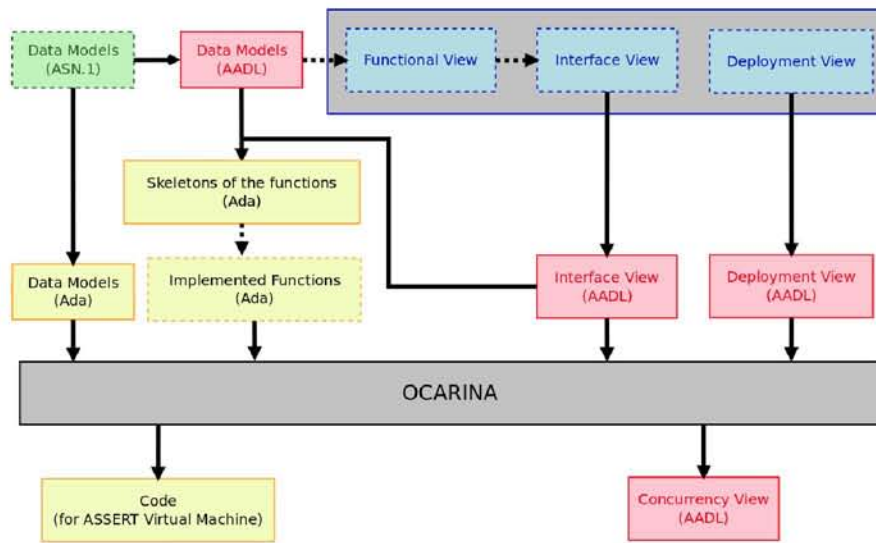 Data Models
(ASN.1)
Data Models
(AADL)
Functional View
Interface View
Deployment View
Skeletons of the functions
(Ada)
Data Models
(Ada)
Implemented Functions
(Ada)
Interface View
(AADL)
Deployment View
(AADL)
OCARINA
Code
(for ASSERT Virtual Machine)
Concurrency View
(AADL)